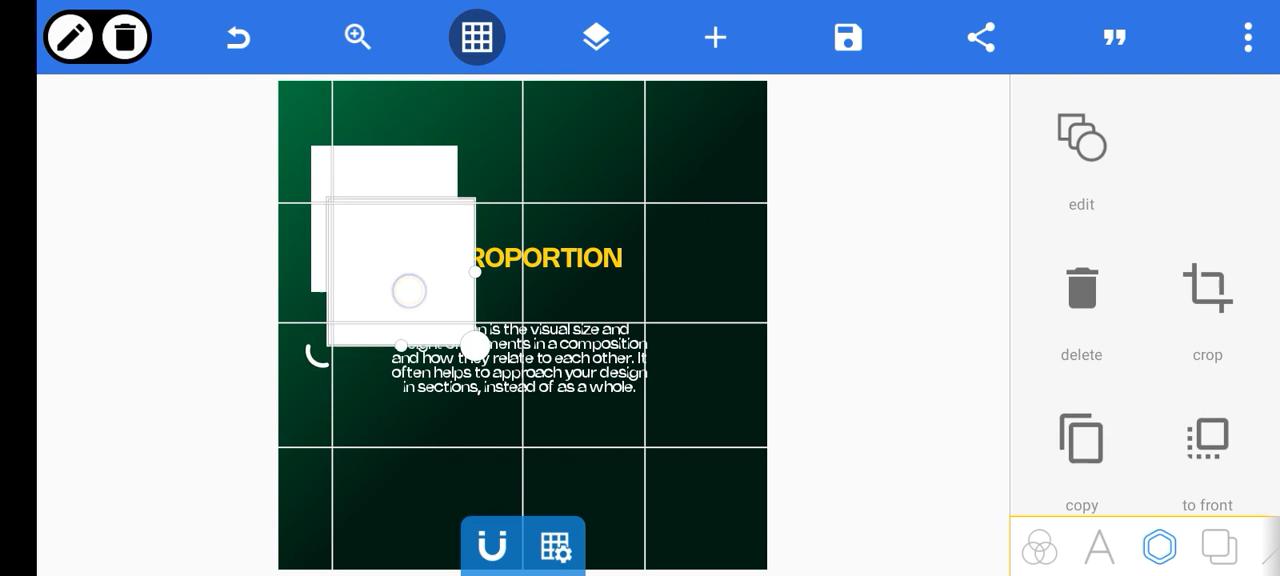 ROPORTION
n is the visual size and
ments in a composition
and how they relate to each other. It
often helps to approach your design
in sections, instead of as a whole.
edit
delete
crop
copy
to front